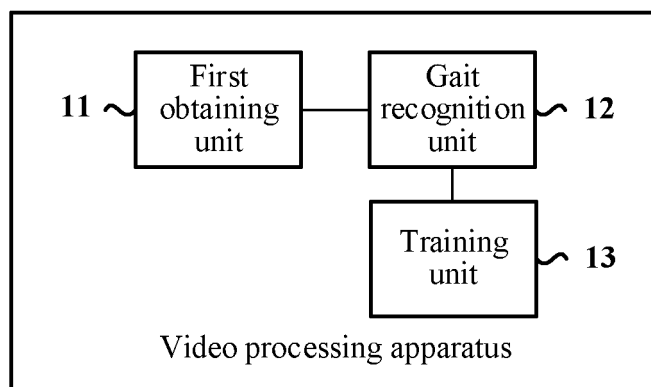 11
First
obtaining
unit
Gait
recognition
unit
12
Training
unit
13
Video processing apparatus